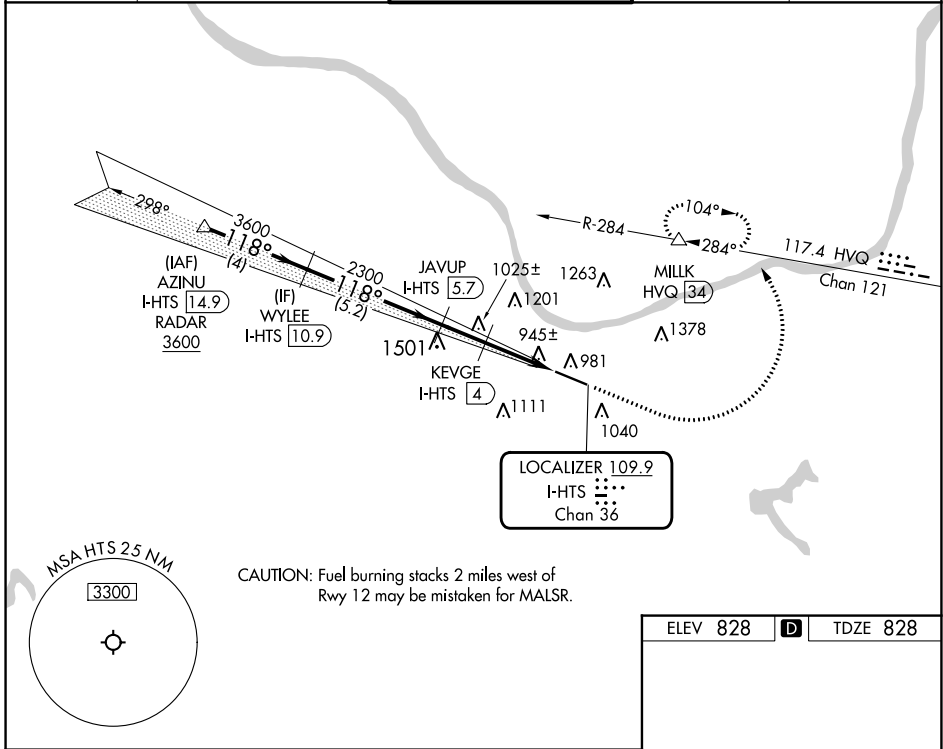 298°
3600
118°
(4)
(IAF)
AZINU
I-HTS 14.9
RADAR
3600
2300
118°
(5.2)
(IF)
WYLEE
I-HTS 10.9
JAVUP
I-HTS 5.7
1025±
1201
1263
1501
945±
981
KEVGE
I-HTS 4
1111
1040
R-284
104°
284°
117.4 HVQ
Chan 121
MILLK
HVQ 34
1378
LOCALIZER 109.9
I-HTS
Chan 36
MSA HTS 25 NM
3300
CAUTION: Fuel burning stacks 2 miles west of
Rwy 12 may be mistaken for MALSR.
ELEV 828 D TDZE 828